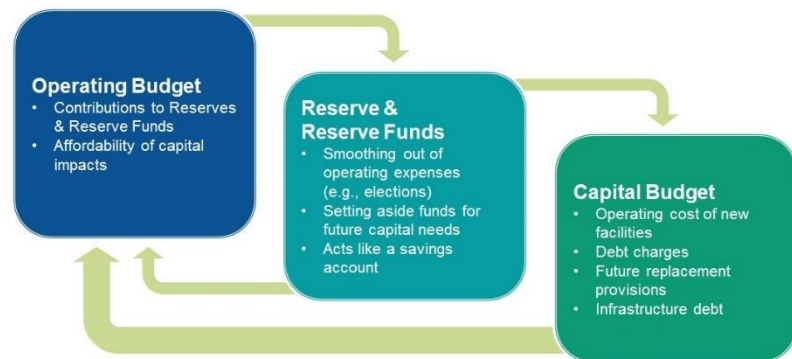 Operating Budget
• Contributions to Reserves
& Reserve Funds
• Affordability of capital
impacts
Reserve &
Reserve Funds
• Smoothing out of
operating expenses
(e.g., elections)
• Setting aside funds for
future capital needs
• Acts like a savings
account
Capital Budget
• Operating cost of new
facilities
• Debt charges
• Future replacement
provisions
• Infrastructure debt